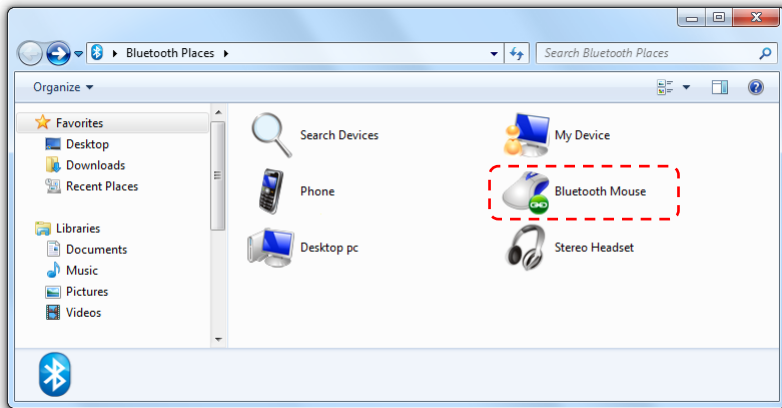 Bluetooth Places
Search Bluetooth Places
Organize
Favorites
Desktop
Downloads
Recent Places
Libraries
Documents
Music
Pictures
Videos
Search Devices
My Device
Phone
Bluetooth Mouse
Desktop pc
Stereo Headset